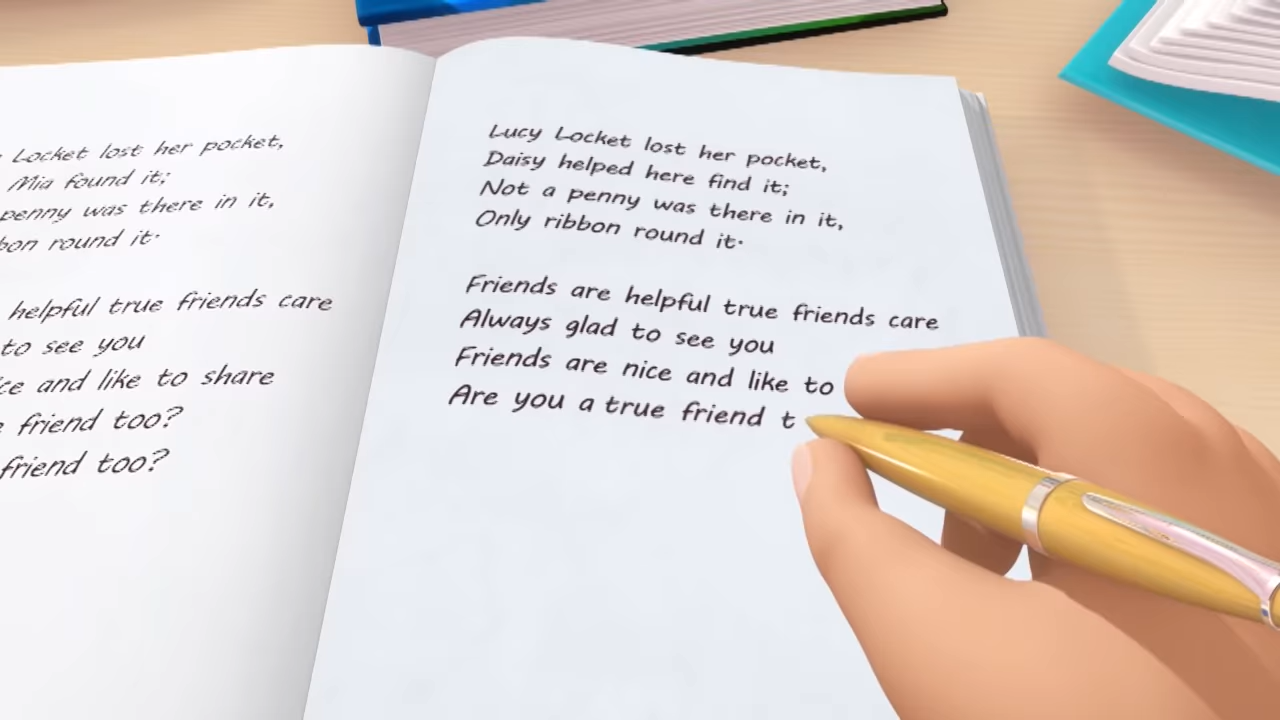 Locket lost her pocket,
Mia found it;
penny was there in it,
round it.
helpful true friends care
to see you
and like to share
friend too?
friend too?
Lucy Locket lost her pocket,
Daisy helped here find it;
Not a penny was there in it,
Only ribbon round it.
Friends are helpful true friends care
Always glad to see you
Friends are nice and like to
Are you a true friend t